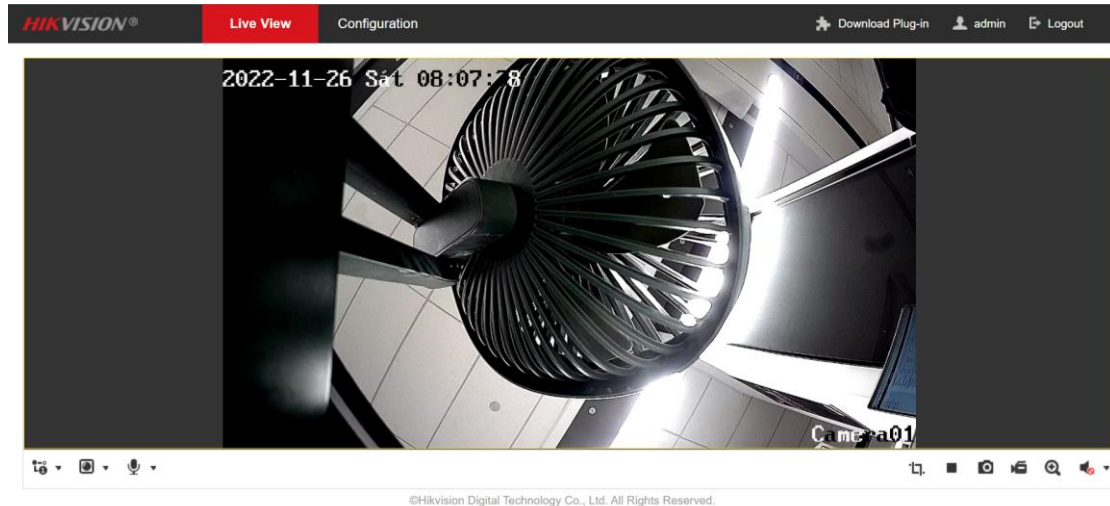 HIKVISION®
Live View
Configuration
Download Plug-in
admin
Logout
2022-11-26 Sat 08:07:28
Camera01
©Hikvision Digital Technology Co., Ltd. All Rights Reserved.